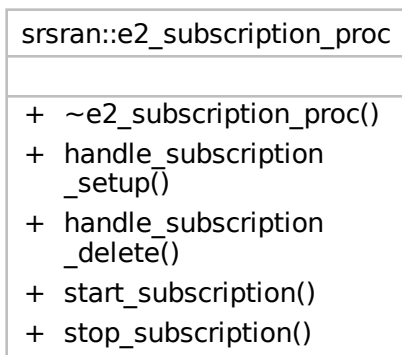 srsran::e2_subscription_proc
+ ~e2_subscription_proc()
+ handle_subscription
_setup()
+ handle_subscription
_delete()
+ start_subscription()
+ stop_subscription()